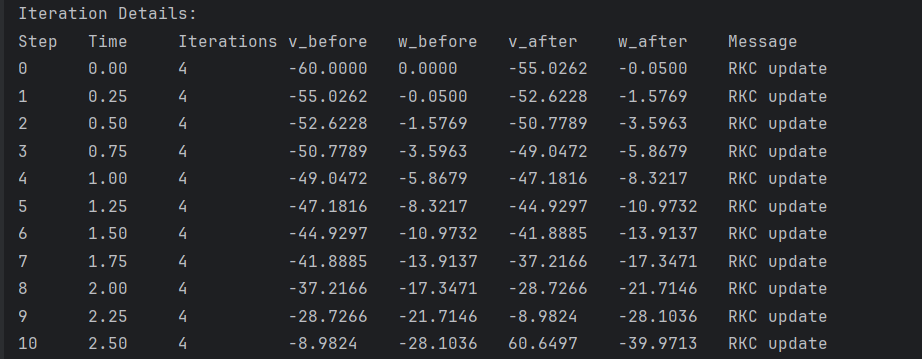 Iteration Details:
Step Time Iterations v_before w_before v_after w_after Message
0 0.00 4 -60.0000 0.0000 -55.0262 -0.0500 RKC update
1 0.25 4 -55.0262 -0.0500 -52.6228 -1.5769 RKC update
2 0.50 4 -52.6228 -1.5769 -50.7789 -3.5963 RKC update
3 0.75 4 -50.7789 -3.5963 -49.0472 -5.8679 RKC update
4 1.00 4 -49.0472 -5.8679 -47.1816 -8.3217 RKC update
5 1.25 4 -47.1816 -8.3217 -44.9297 -10.9732 RKC update
6 1.50 4 -44.9297 -10.9732 -41.8885 -13.9137 RKC update
7 1.75 4 -41.8885 -13.9137 -37.2166 -17.3471 RKC update
8 2.00 4 -37.2166 -17.3471 -28.7266 -21.7146 RKC update
9 2.25 4 -28.7266 -21.7146 -8.9824 -28.1036 RKC update
10 2.50 4 -8.9824 -28.1036 60.6497 -39.9713 RKC update